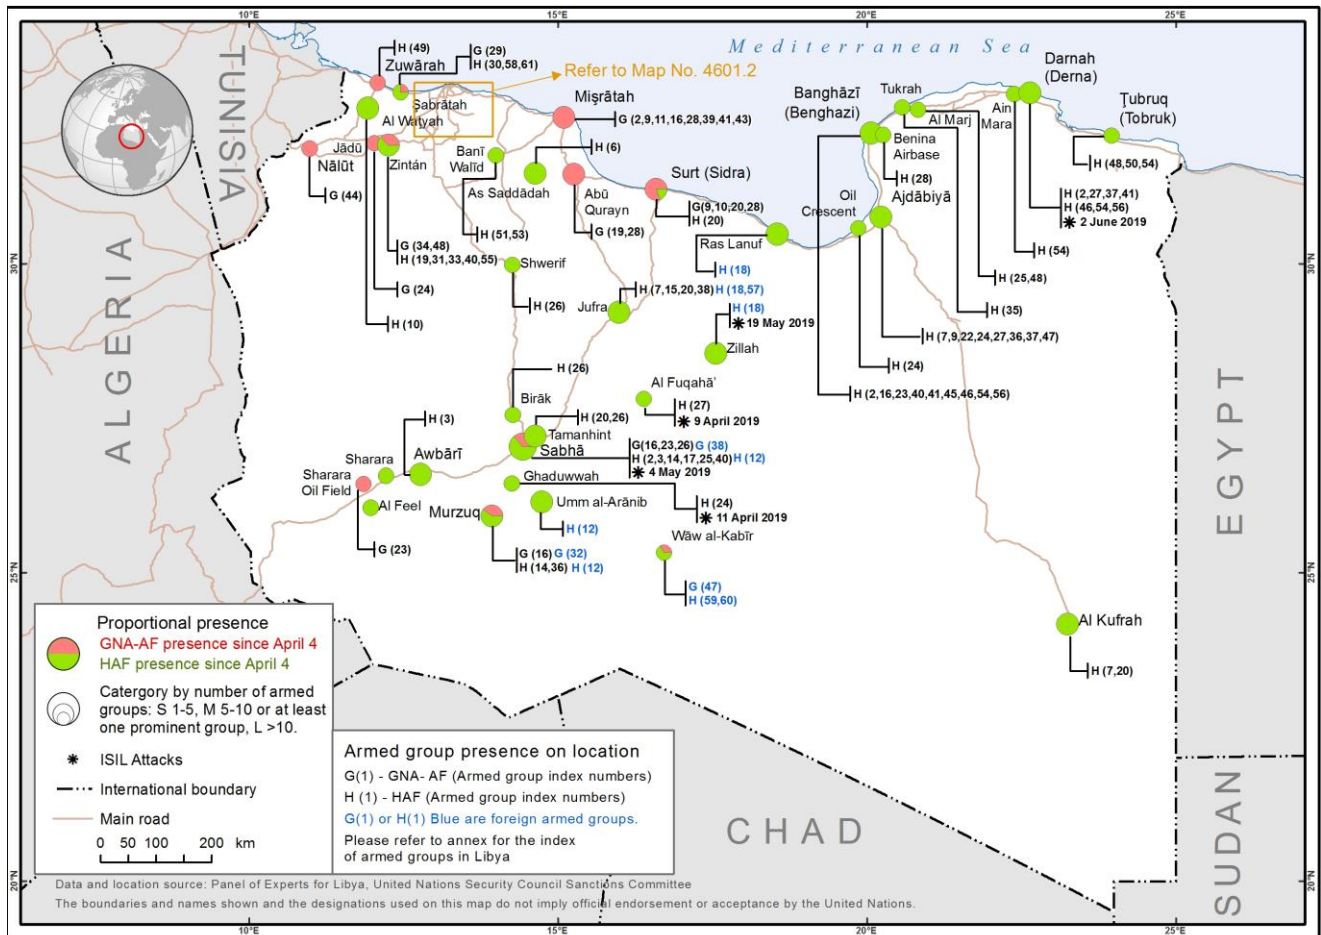 10°E
15°E
20°E
25°E
Mediterranean Sea
TUNISIA
ALGERIA
EGYPT
SUDAN
CHAD
30°N
25°N
20°N
30°N
25°N
20°N
H (49)
Zuwārah
G (29)
H (30,58,61)
Refer to Map No. 4601.2
Sabrātah
Al Waṭyah
Mişrātah
G (2,9,11,16,28,39,41,43)
Jādū
Nālūt
Zintán
Banī
Walīd
H (6)
As Saddādah
Abū
Qurayn
Surt (Sidra)
G (44)
G(9,10,20,28)
H (20)
H (51,53)
G (19,28)
G (34,48)
H (19,31,33,40,55)
Ras Lanuf
H (18)
Shwerif
G (24)
H (26)
H (10)
Jufra
H (7,15,20,38) H (18,57)
H (18)
19 May 2019
Zillah
Banghāzī
(Benghazi)
Tukrah
Al Marj
Benina
Airbase
H (28)
Ajdābiyā
Oil
Crescent
Ain
Mara
Darnah
(Derna)
Ţubruq
(Tobruk)
H (48,50,54)
H (2,27,37,41)
H (46,54,56)
2 June 2019
H (54)
H (25,48)
H (35)
H (7,9,22,24,27,36,37,47)
H (24)
H (2,16,23,40,41,45,46,54,56)
H (26)
Birāk
Al Fuqahā'
H (27)
9 April 2019
H (3)
H (20,26)
Tamanhint
Sabhā
G(16,23,26) G (38)
H (2,3,14,17,25,40) H (12)
4 May 2019
Awbārī
Sharara
Sharara
Oil Field
Al Feel
G (23)
Ghaduwwah
H (24)
11 April 2019
Murzuq
Umm al-Arānib
H (12)
G (16) G (32)
H (14,36) H (12)
Wāw al-Kabīr
G (47)
H (59,60)
Al Kufrah
H (7,20)
Proportional presence
GNA-AF presence since April 4
HAF presence since April 4
Catergory by number of armed
groups: S 1-5, M 5-10 or at least
one prominent group, L >10.
ISIL Attacks
International boundary
Main road
0 50 100 200 km
Armed group presence on location
G(1) - GNA- AF (Armed group index numbers)
H (1) - HAF (Armed group index numbers)
G(1) or H(1) Blue are foreign armed groups.
Please refer to annex for the index
of armed groups in Libya
Data and location source: Panel of Experts for Libya, United Nations Security Council Sanctions Committee
The boundaries and names shown and the designations used on this map do not imply official endorsement or acceptance by the United Nations.
10°E
15°E
20°E
25°E